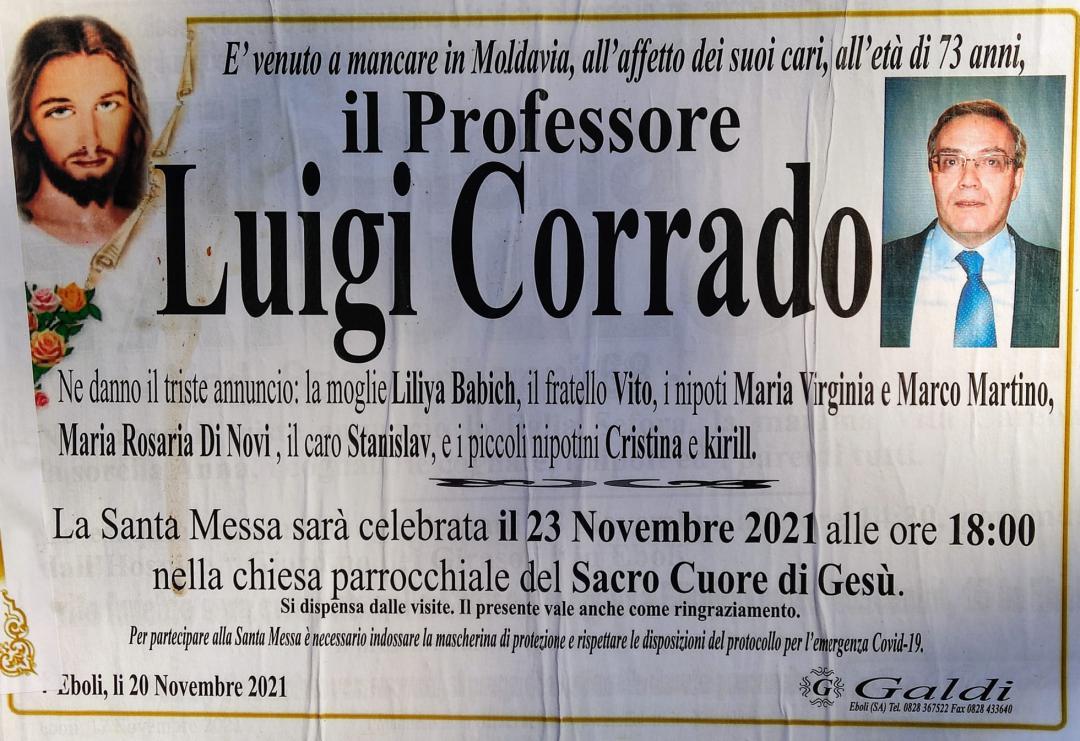 E' venuto a mancare in Moldavia, all'affetto dei suoi cari, all'età di 73 anni,
il Professore
Luigi Corrado
Ne danno il triste annuncio: la moglie Liliya Babich, il fratello Vito, i nipoti Maria Virginia e Marco Martino,
Maria Rosaria Di Novi , il caro Stanislav, e i piccoli nipotini Cristina e kirill.
La Santa Messa sarà celebrata il 23 Novembre 2021 alle ore 18:00
nella chiesa parrocchiale del Sacro Cuore di Gesù.
Si dispensa dalle visite. Il presente vale anche come ringraziamento.
Per partecipare alla Santa Messa è necessario indossare la mascherina di protezione e rispettare le disposizioni del protocollo per l'emergenza Covid-19.
Eboli, li 20 Novembre 2021
G Galdi
Eboli (SA) Tel. 0828 367522 Fax 0828 433640